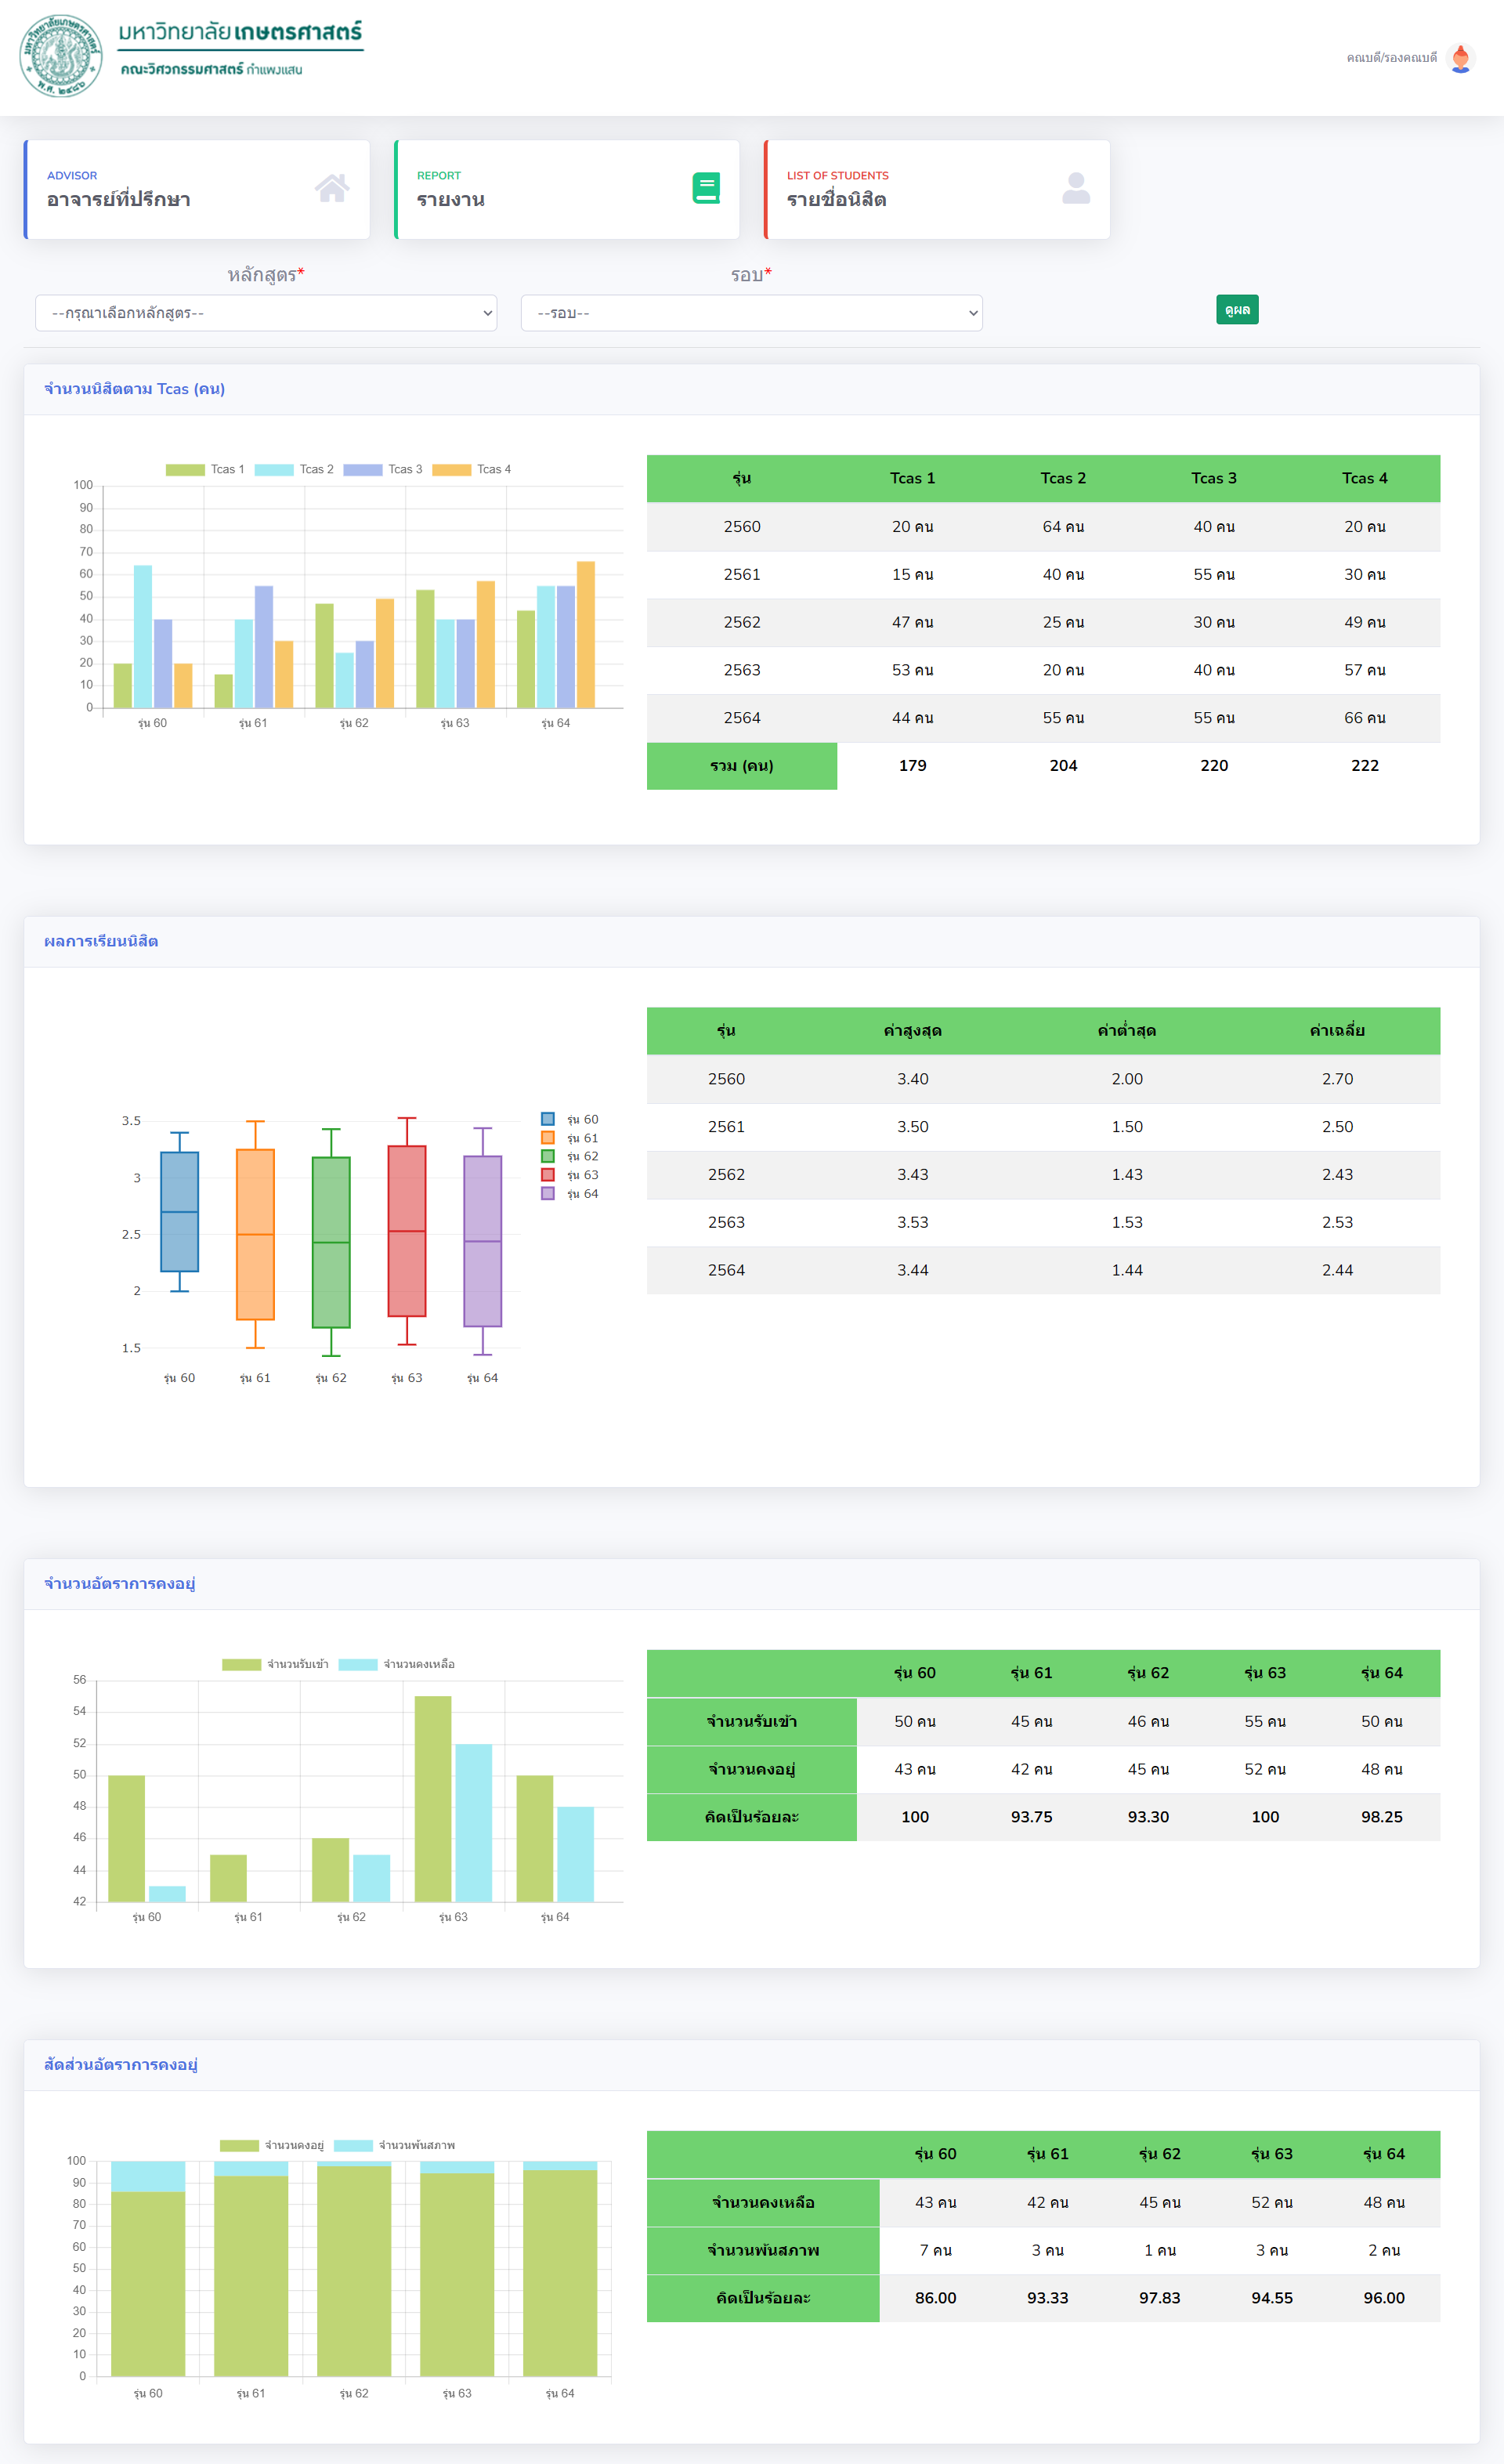 มหาวิทยาลัยเกษตรศาสตร์
คณะวิศวกรรมศาสตร์ กำแพงแสน
มหาวิทยาลัยเกษตรศาสตร์
พ.ศ. ๒๔๘๖
คณบดี/รองคณบดี
ADVISOR
อาจารย์ที่ปรึกษา
REPORT
รายงาน
LIST OF STUDENTS
รายชื่อนิสิต
หลักสูตร*
รอบ*
--กรุณาเลือกหลักสูตร--
--รอบ--
ดูผล
จำนวนนิสิตตาม Tcas (คน)
Tcas 1 Tcas 2 Tcas 3 Tcas 4
100
90
80
70
60
50
40
30
20
10
0
รุ่น 60 รุ่น 61 รุ่น 62 รุ่น 63 รุ่น 64
รุ่น Tcas 1 Tcas 2 Tcas 3 Tcas 4
2560 20 คน 64 คน 40 คน 20 คน
2561 15 คน 40 คน 55 คน 30 คน
2562 47 คน 25 คน 30 คน 49 คน
2563 53 คน 20 คน 40 คน 57 คน
2564 44 คน 55 คน 55 คน 66 คน
รวม (คน) 179 204 220 222
ผลการเรียนนิสิต
3.5
3
2.5
2
1.5
รุ่น 60 รุ่น 61 รุ่น 62 รุ่น 63 รุ่น 64
รุ่น 60
รุ่น 61
รุ่น 62
รุ่น 63
รุ่น 64
รุ่น ค่าสูงสุด ค่าต่ำสุด ค่าเฉลี่ย
2560 3.40 2.00 2.70
2561 3.50 1.50 2.50
2562 3.43 1.43 2.43
2563 3.53 1.53 2.53
2564 3.44 1.44 2.44
จำนวนอัตราการคงอยู่
จำนวนรับเข้า จำนวนคงเหลือ
56
54
52
50
48
46
44
42
รุ่น 60 รุ่น 61 รุ่น 62 รุ่น 63 รุ่น 64
รุ่น 60 รุ่น 61 รุ่น 62 รุ่น 63 รุ่น 64
จำนวนรับเข้า 50 คน 45 คน 46 คน 55 คน 50 คน
จำนวนคงอยู่ 43 คน 42 คน 45 คน 52 คน 48 คน
คิดเป็นร้อยละ 100 93.75 93.30 100 98.25
สัดส่วนอัตราการคงอยู่
จำนวนคงอยู่ จำนวนพ้นสภาพ
100
90
80
70
60
50
40
30
20
10
0
รุ่น 60 รุ่น 61 รุ่น 62 รุ่น 63 รุ่น 64
รุ่น 60 รุ่น 61 รุ่น 62 รุ่น 63 รุ่น 64
จำนวนคงเหลือ 43 คน 42 คน 45 คน 52 คน 48 คน
จำนวนพ้นสภาพ 7 คน 3 คน 1 คน 3 คน 2 คน
คิดเป็นร้อยละ 86.00 93.33 97.83 94.55 96.00